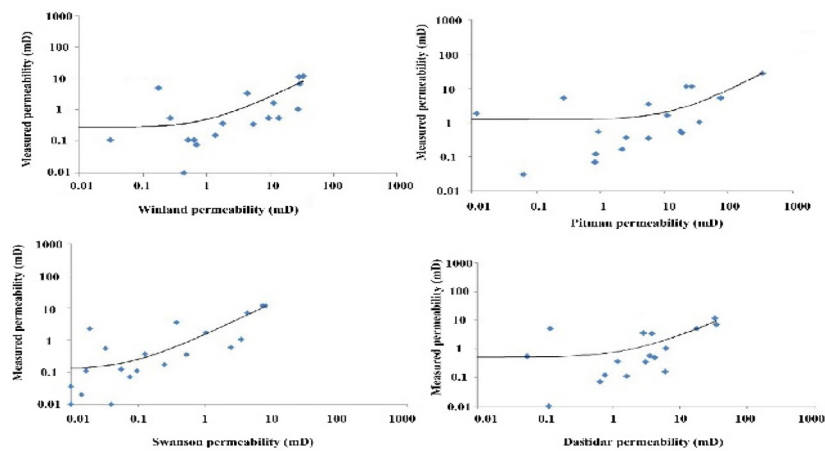 Measured permeability (mD)
1000
100
10
1
0.1
0.01
0.01 0.1 1 10 100 1000
Winland permeability (mD)
Measured permeability (mD)
1000
100
10
1
0.1
0.01
0.01 0.1 1 10 100 1000
Pitman permeability (mD)
Measured permeability (mD)
1000
100
10
1
0.1
0.01
0.01 0.1 1 10 100 1000
Swanson permeability (mD)
Measured permeability (mD)
1000
100
10
1
0.1
0.01
0.01 0.1 1 10 100 1000
Dastidar permeability (mD)